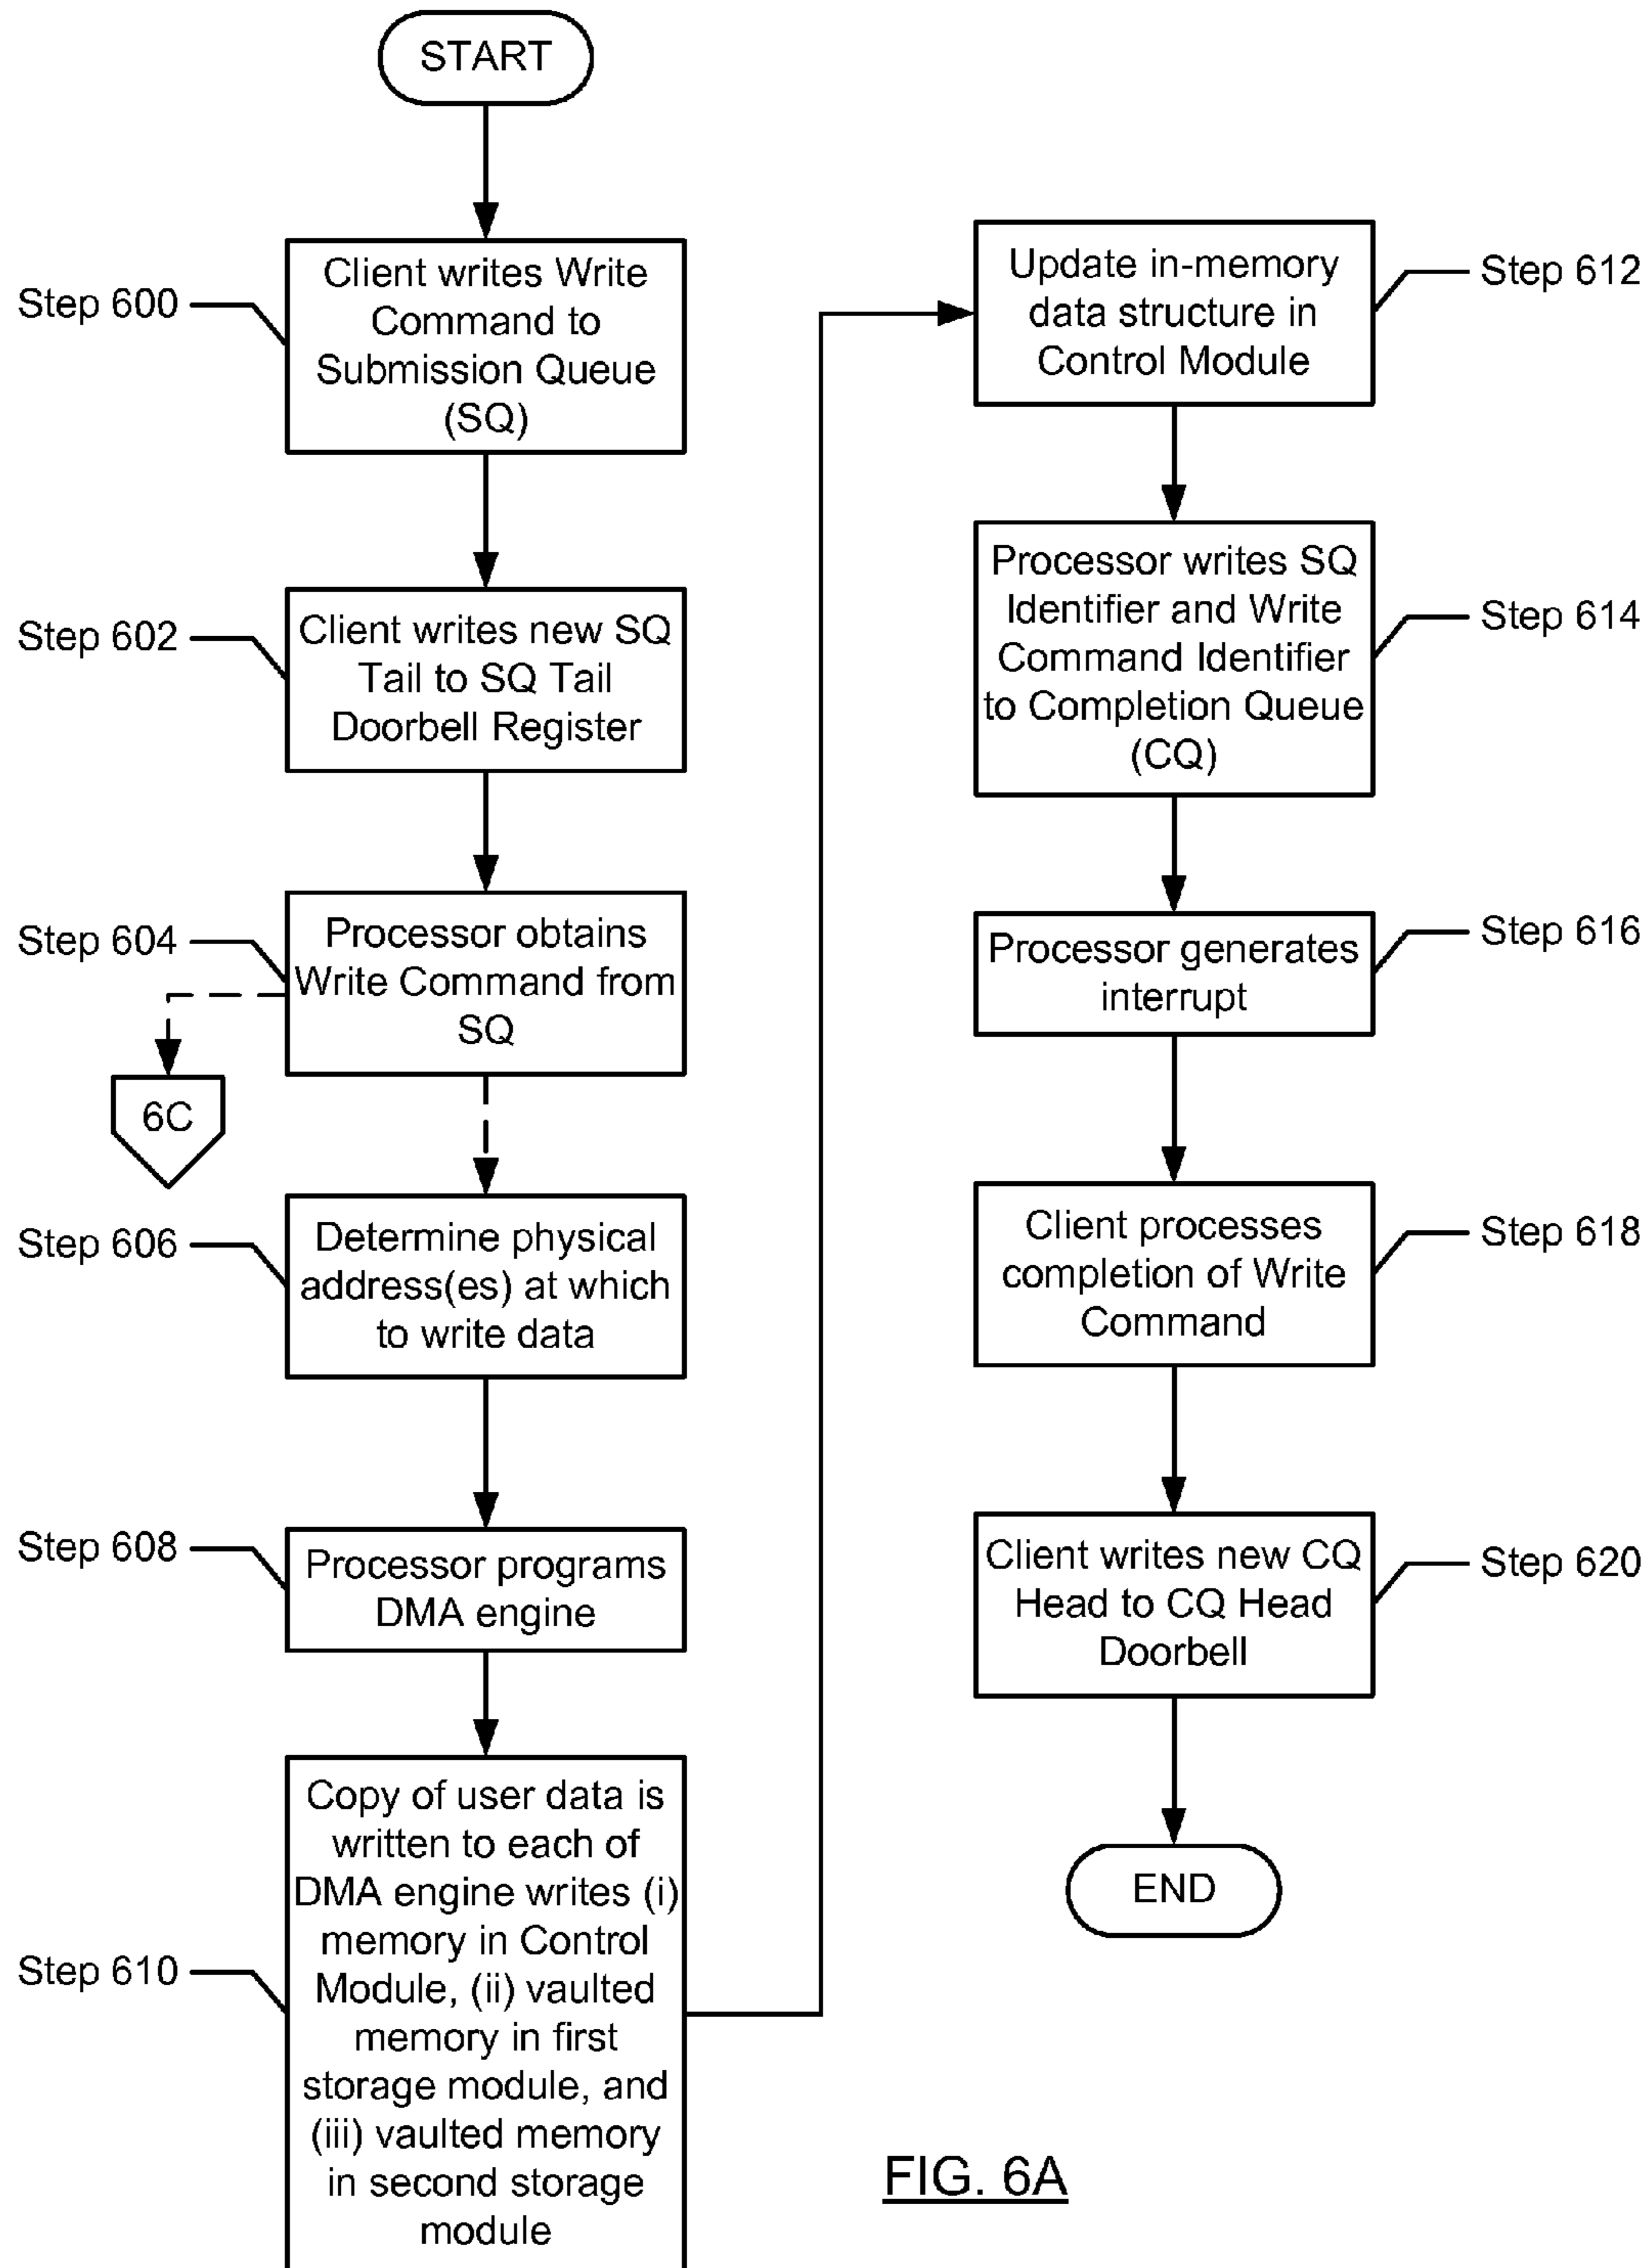 START
Step 600
Client writes Write
Command to
Submission Queue
(SQ)
Step 602
Client writes new SQ
Tail to SQ Tail
Doorbell Register
Step 604
Processor obtains
Write Command from
SQ
6C
Step 606
Determine physical
address(es) at which
to write data
Step 608
Processor programs
DMA engine
Step 610
Copy of user data is
written to each of
DMA engine writes (i)
memory in Control
Module, (ii) vaulted
memory in first
storage module, and
(iii) vaulted memory
in second storage
module
Update in-memory
data structure in
Control Module
Step 612
Processor writes SQ
Identifier and Write
Command Identifier
to Completion Queue
(CQ)
Step 614
Processor generates
interrupt
Step 616
Client processes
completion of Write
Command
Step 618
Client writes new CQ
Head to CQ Head
Doorbell
Step 620
END
FIG. 6A